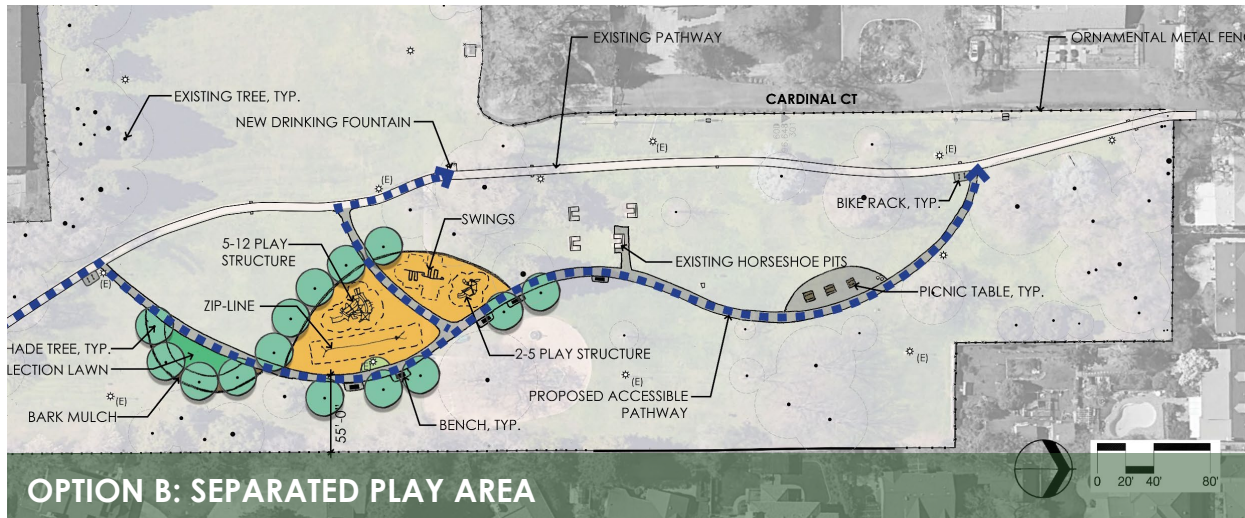 EXISTING PATHWAY
ORNAMENTAL METAL FENC
EXISTING TREE, TYP.
CARDINAL CT
NEW DRINKING FOUNTAIN
(E)
(E)
(E)
BIKE RACK, TYP.
SWINGS
5-12 PLAY
STRUCTURE
EXISTING HORSESHOE PITS
(E)
(E)
PICNIC TABLE, TYP.
ZIP-LINE
HADE TREE, TYP.
2-5 PLAY STRUCTURE
(E)
LECTION LAWN
(E)
PROPOSED ACCESSIBLE
PATHWAY
(E)
BARK MULCH
BENCH, TYP.
55'-0"
0 20' 40' 80'
OPTION B: SEPARATED PLAY AREA